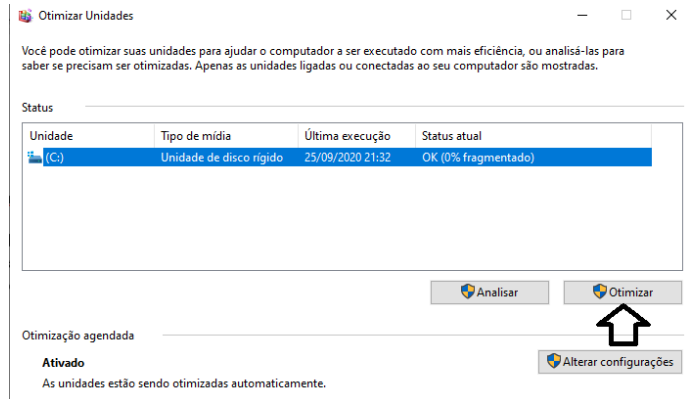 Otimizar Unidades
Você pode otimizar suas unidades para ajudar o computador a ser executado com mais eficiência, ou analisá-las para
saber se precisam ser otimizadas. Apenas as unidades ligadas ou conectadas ao seu computador são mostradas.
Status
Unidade Tipo de mídia Última execução Status atual
(C:) Unidade de disco rígido 25/09/2020 21:32 OK (0% fragmentado)
Analisar Otimizar
Otimização agendada
Ativado Alterar configurações
As unidades estão sendo otimizadas automaticamente.